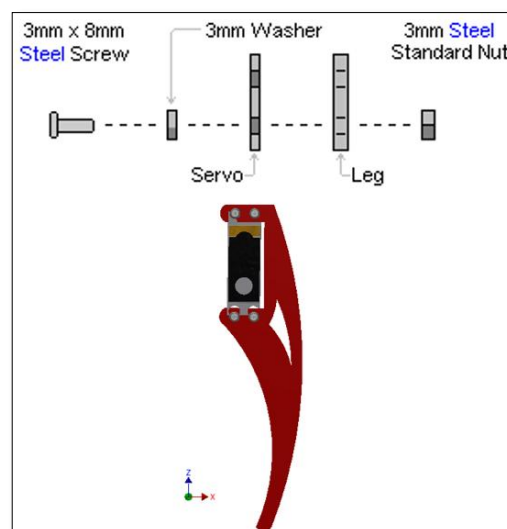 3mm x 8mm
Steel Screw
3mm Washer
3mm Steel
Standard Nut
Servo
Leg
z
x